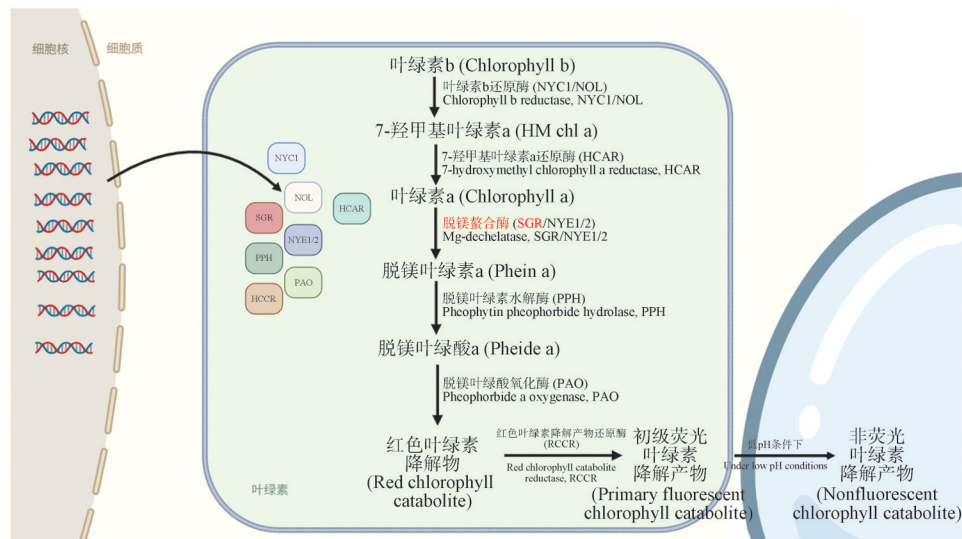 细胞核
细胞质
叶绿素b (Chlorophyll b)
叶绿素b还原酶 (NYC1/NOL)
Chlorophyll b reductase, NYC1/NOL
7-羟甲基叶绿素a (HM chl a)
7-羟甲基叶绿素a还原酶 (HCAR)
7-hydroxymethyl chlorophyll a reductase, HCAR
叶绿素a (Chlorophyll a)
脱镁螯合酶 (SGR/NYE1/2)
Mg-dechelatase, SGR/NYE1/2
脱镁叶绿素a (Phein a)
脱镁叶绿素水解酶 (PPH)
Pheophytin pheophorbide hydrolase, PPH
脱镁叶绿酸a (Pheide a)
脱镁叶绿酸氧化酶 (PAO)
Pheophorbide a oxygenase, PAO
红色叶绿素
降解物
(Red chlorophyll
catabolite)
红色叶绿素降解产物还原酶
(RCCR)
Red chlorophyll catabolite
reductase, RCCR
初级荧光
叶绿素
降解产物
(Primary fluorescent
chlorophyll catabolite)
低pH条件下
Under low pH conditions
非荧光
叶绿素
降解产物
(Nonfluorescent
chlorophyll catabolite)
NYC1
NOL
HCAR
SGR
NYE1/2
PPH
PAO
HCCR
叶绿素